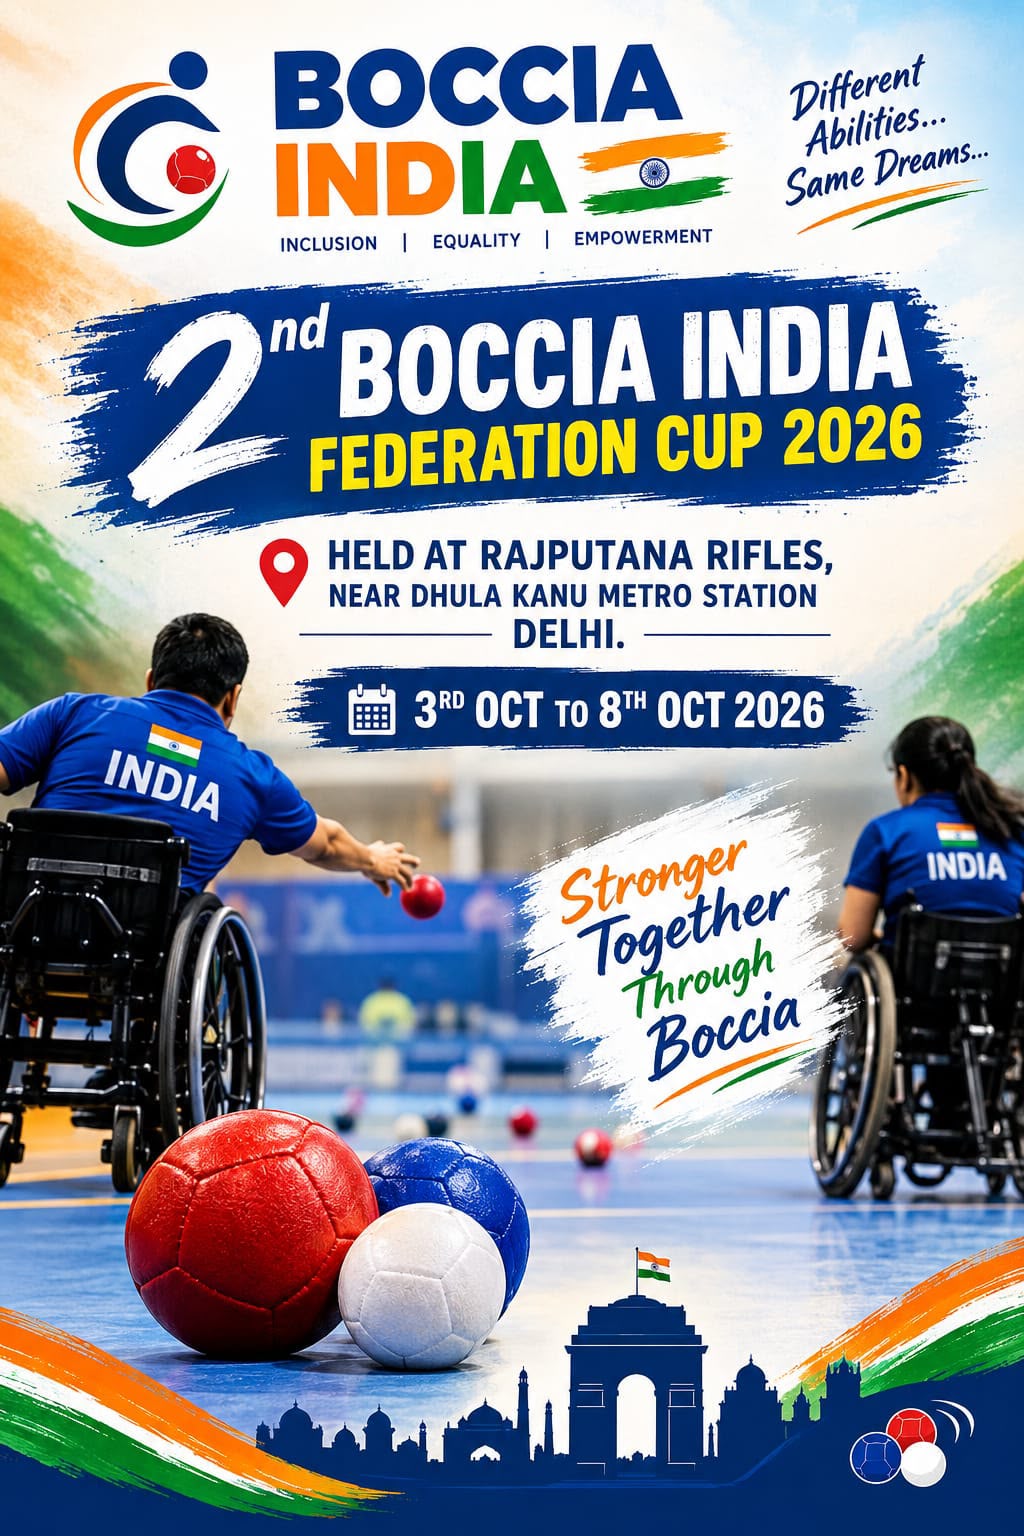 BOCCIA
INDIA
INCLUSION | EQUALITY | EMPOWERMENT
Different
Abilities...
Same Dreams...
2nd BOCCIA INDIA
FEDERATION CUP 2026
HELD AT RAJPUTANA RIFLES,
NEAR DHULA KANU METRO STATION
DELHI.
3RD OCT TO 8TH OCT 2026
INDIA
INDIA
Stronger
Together
Through
Boccia